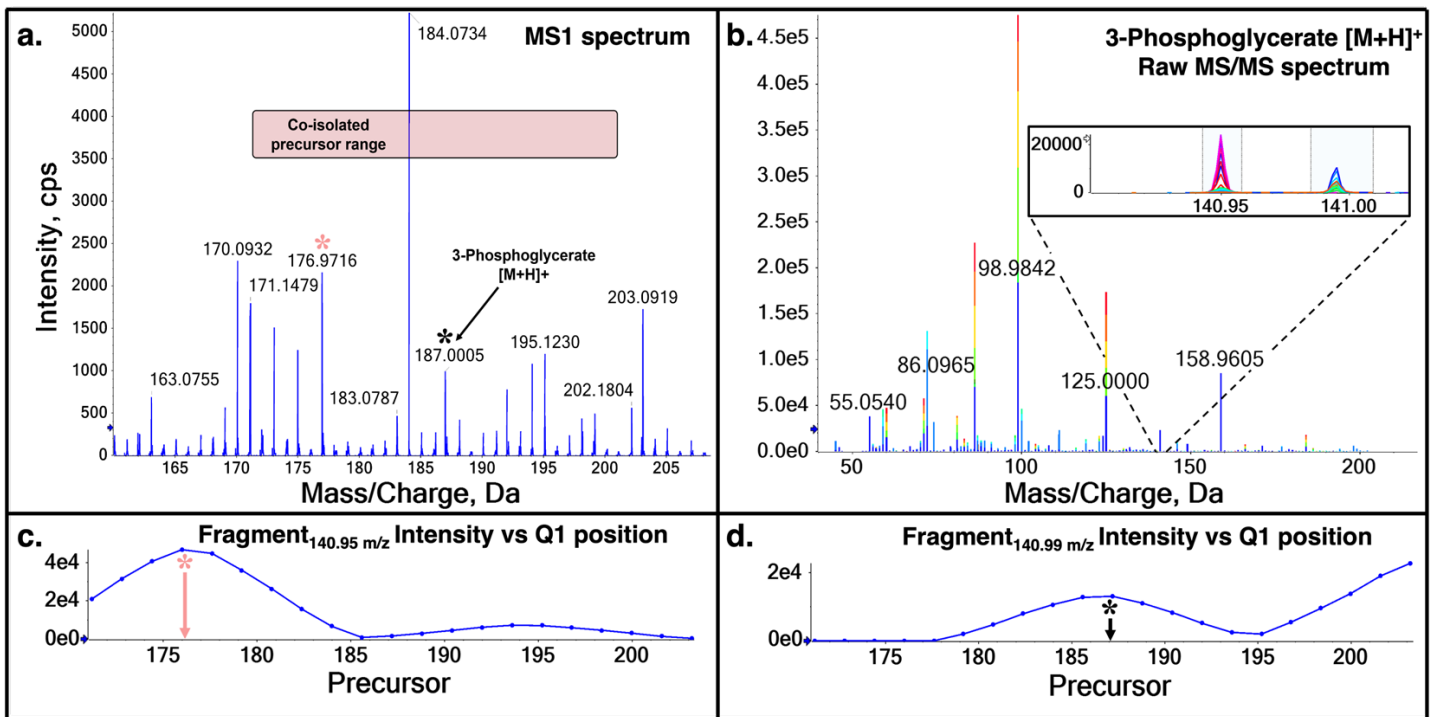 a.
MS1 spectrum
Intensity, cps
5000
4500
4000
3500
3000
2500
2000
1500
1000
500
0
184.0734
Co-isolated
precursor range
170.0932
*
176.9716
171.1479
3-Phosphoglycerate
[M+H]+
*
187.0005
203.0919
195.1230
163.0755
183.0787
202.1804
165 170 175 180 185 190 195 200 205
Mass/Charge, Da
b.
3-Phosphoglycerate [M+H]⁺
Raw MS/MS spectrum
4.5e5
4.0e5
3.5e5
3.0e5
2.5e5
2.0e5
1.5e5
1.0e5
5.0e4
0.0e0
20000
0
140.95 141.00
98.9842
86.0965
125.0000
158.9605
55.0540
50 100 150 200
Mass/Charge, Da
c.
Fragment₁₄₀.₉₅ m/z Intensity vs Q1 position
4e4
2e4
0e0
*
175 180 185 190 195 200
Precursor
d.
Fragment₁₄₀.₉₉ m/z Intensity vs Q1 position
2e4
0e0
*
175 180 185 190 195 200
Precursor